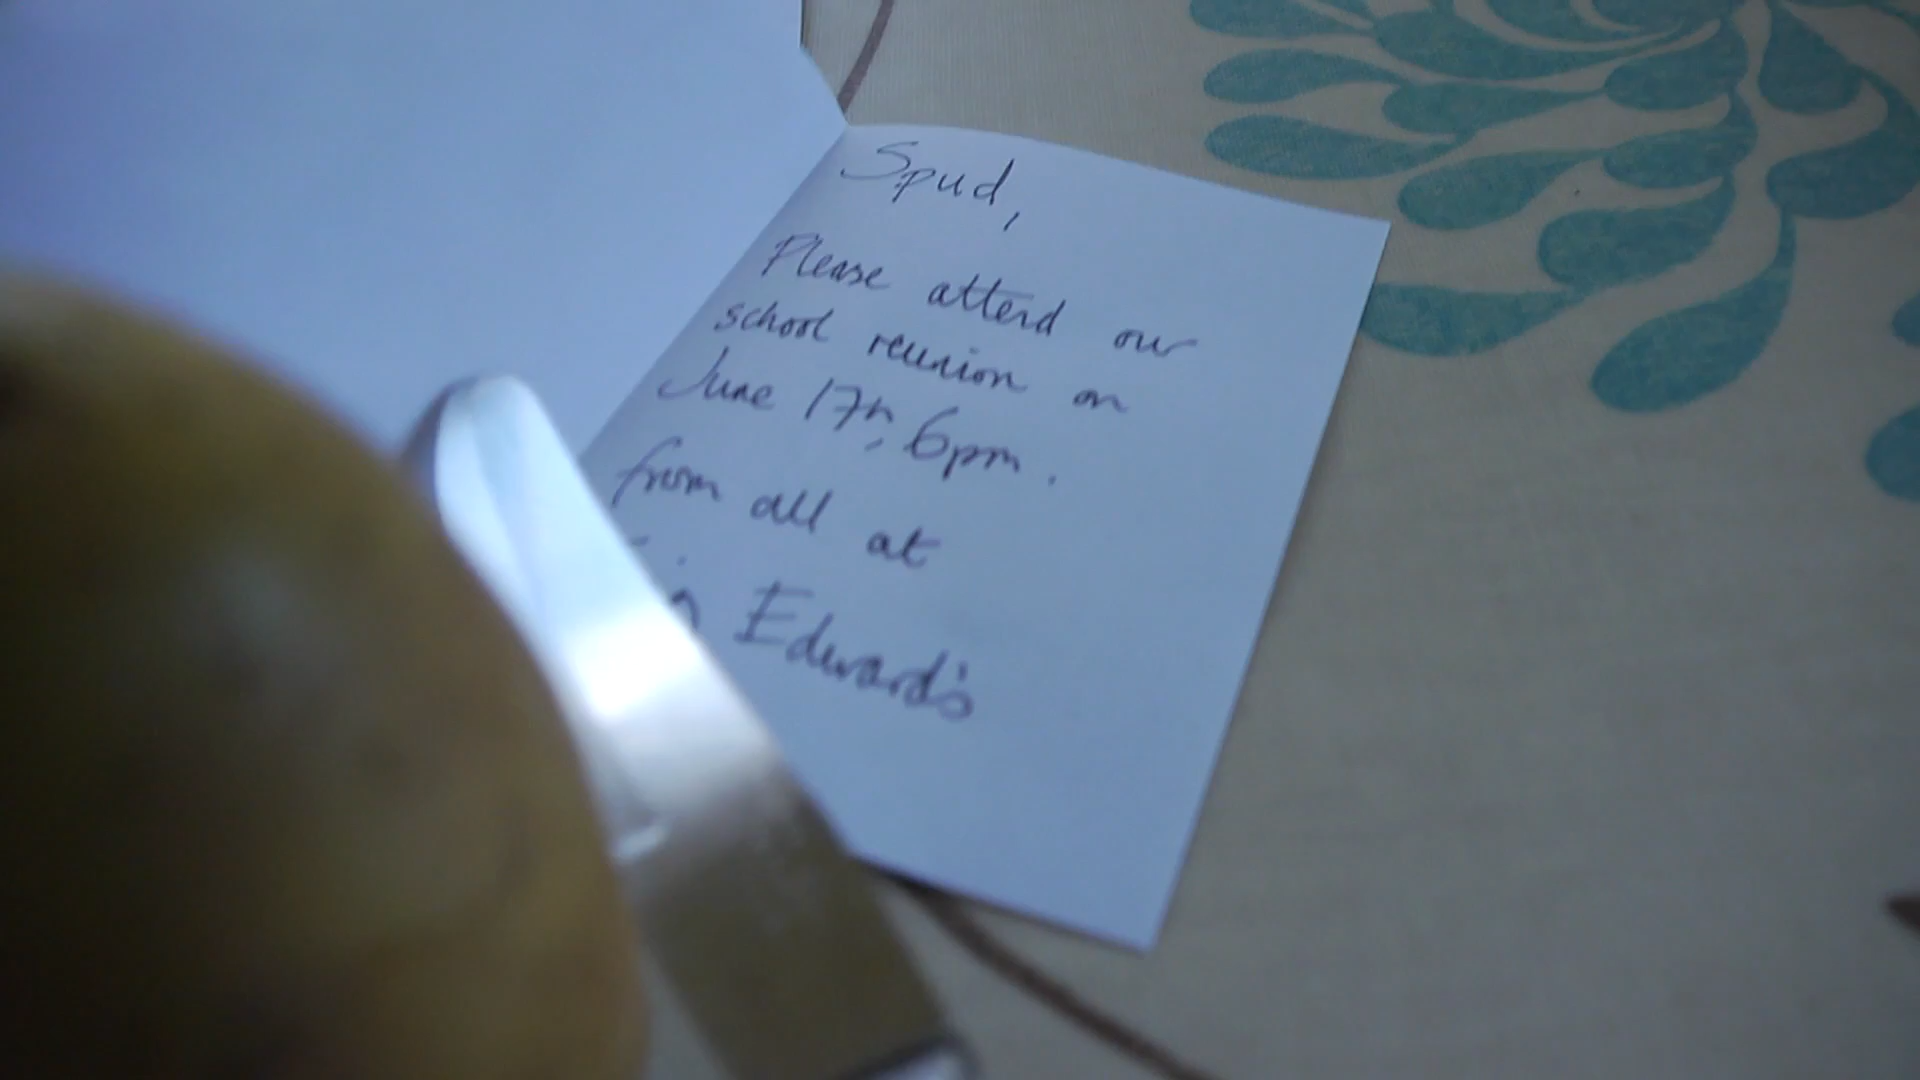 Spud,
Please attend our
school reunion on
June 17th, 6pm.
from all at
Edward's